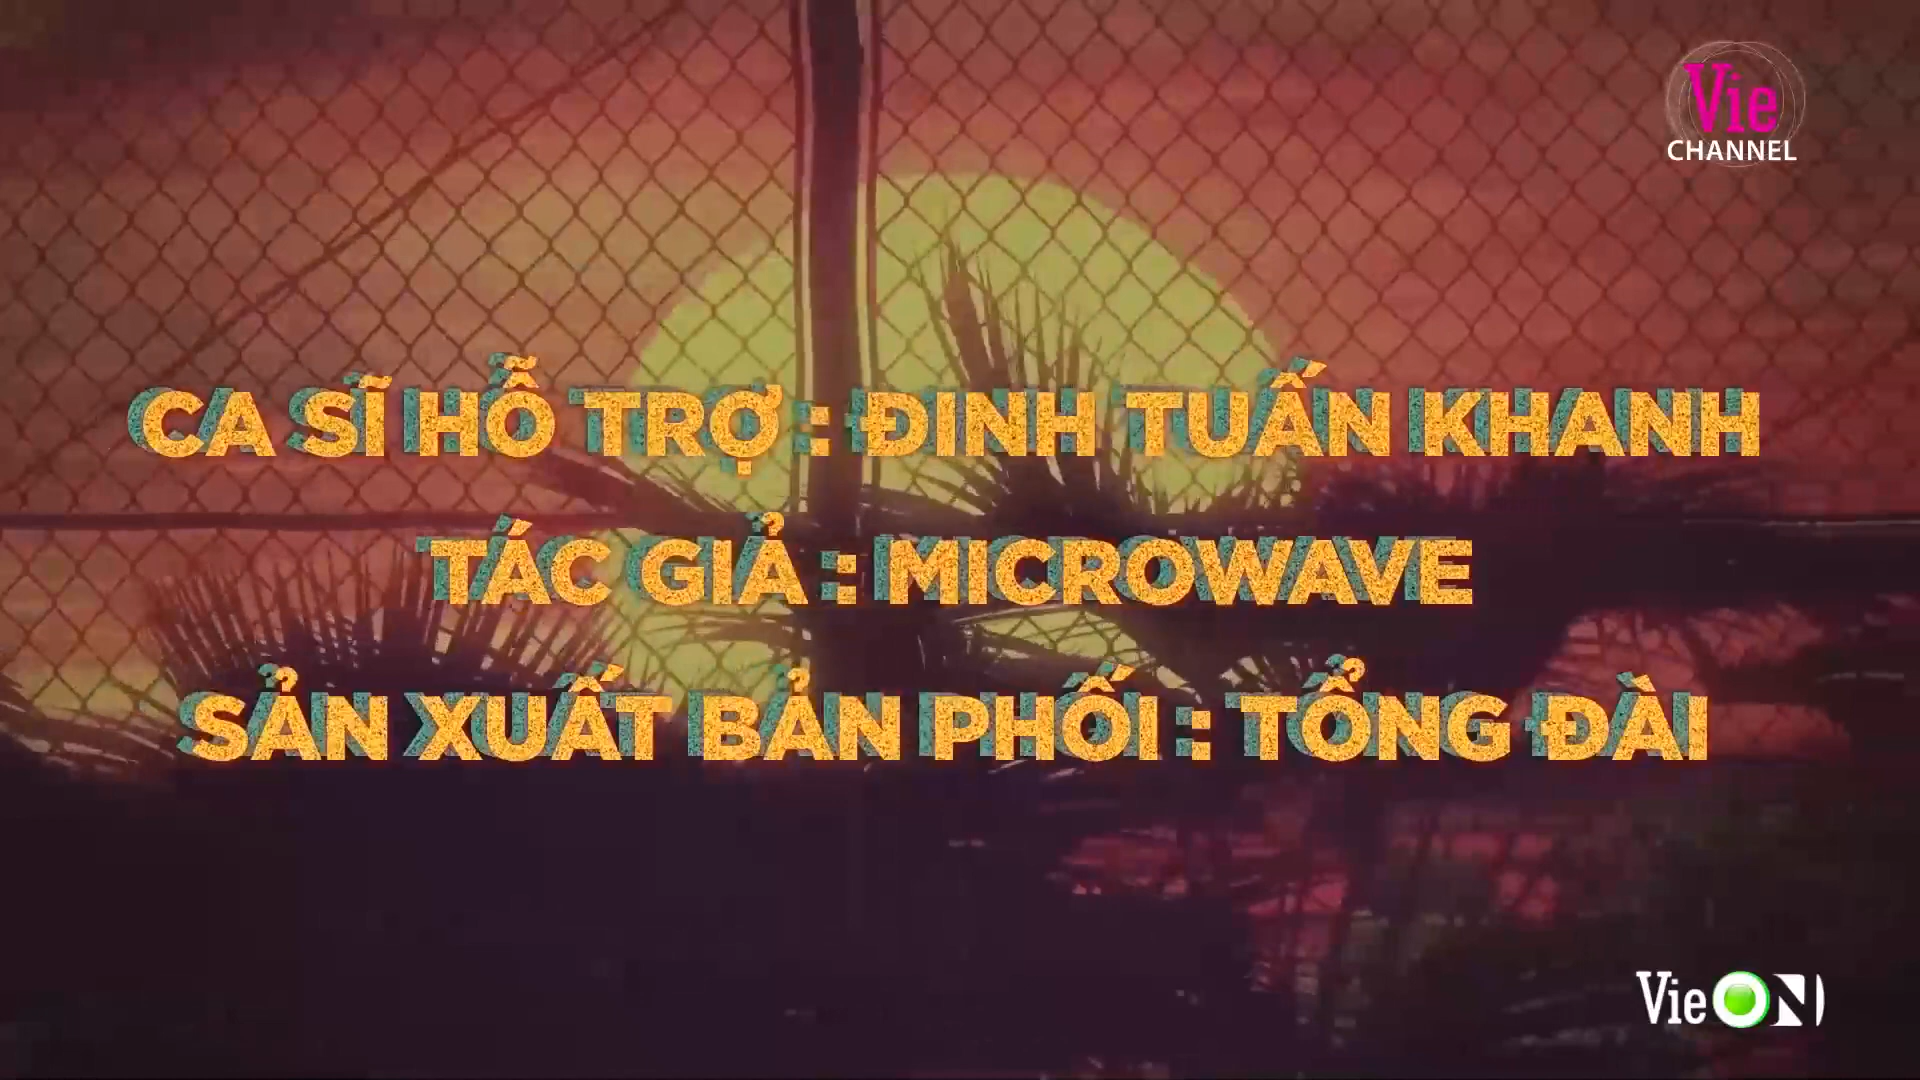 Vie
CHANNEL
CA SĨ HỖ TRỢ : ĐINH TUẤN KHANH
TÁC GIẢ : MICROWAVE
SẢN XUẤT BẢN PHỐI : TỔNG ĐÀI
VieON